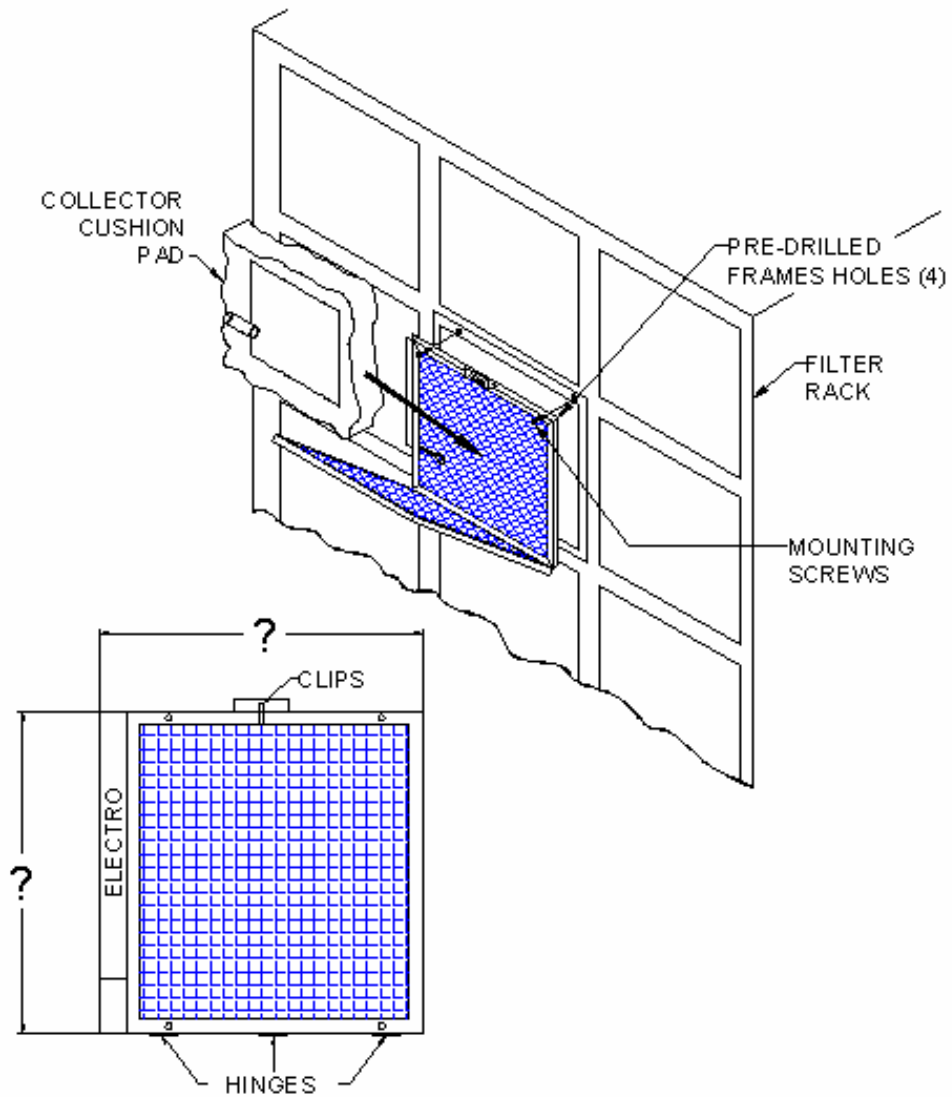 COLLECTOR
CUSHION
PAD
PRE-DRILLED
FRAMES HOLES (4)
FILTER
RACK
MOUNTING
SCREWS
?
CLIPS
ELECTRO
?
HINGES